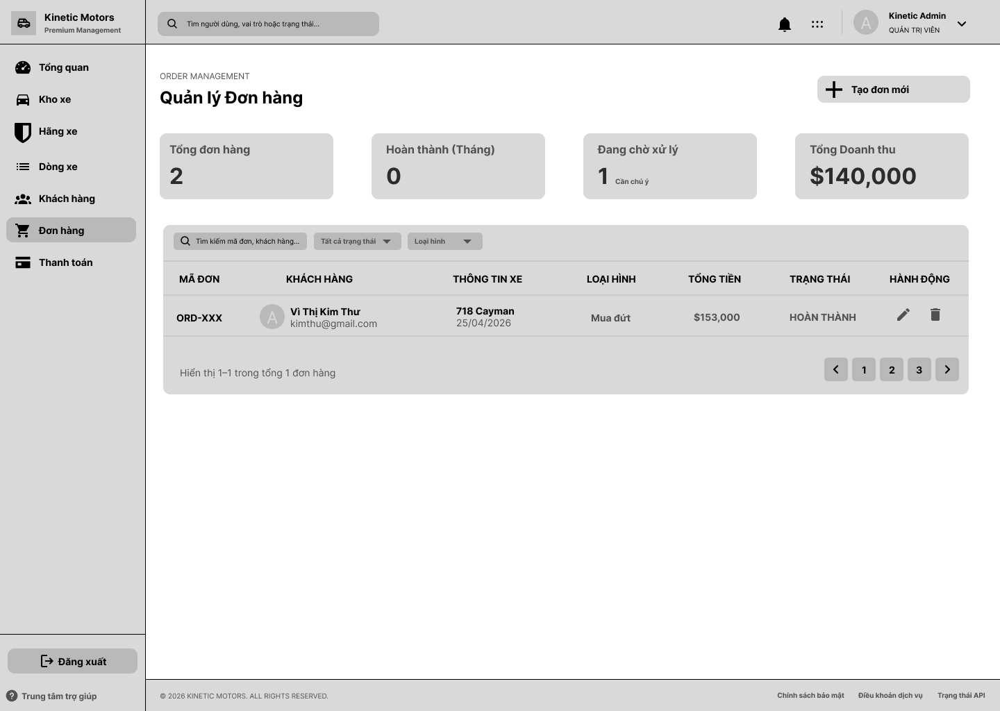 Kinetic Motors
Premium Management
Tìm người dùng, vai trò hoặc trạng thái...
A
Kinetic Admin
QUẢN TRỊ VIÊN
Tổng quan
Kho xe
Hãng xe
Dòng xe
Khách hàng
Đơn hàng
Thanh toán
Đăng xuất
Trung tâm trợ giúp
ORDER MANAGEMENT
Quản lý Đơn hàng
Tạo đơn mới
Tổng đơn hàng
2
Hoàn thành (Tháng)
0
Đang chờ xử lý
1 Cần chú ý
Tổng Doanh thu
$140,000
Tìm kiếm mã đơn, khách hàng...
Tất cả trạng thái
Loại hình
MÃ ĐƠN KHÁCH HÀNG THÔNG TIN XE LOẠI HÌNH TỔNG TIỀN TRẠNG THÁI HÀNH ĐỘNG
ORD-XXX
A
Vì Thị Kim Thư
kimthu@gmail.com
718 Cayman
25/04/2026
Mua đứt
$153,000
HOÀN THÀNH
Hiển thị 1–1 trong tổng 1 đơn hàng
1 2 3
© 2026 KINETIC MOTORS. ALL RIGHTS RESERVED.
Chính sách bảo mật Điều khoản dịch vụ Trạng thái API